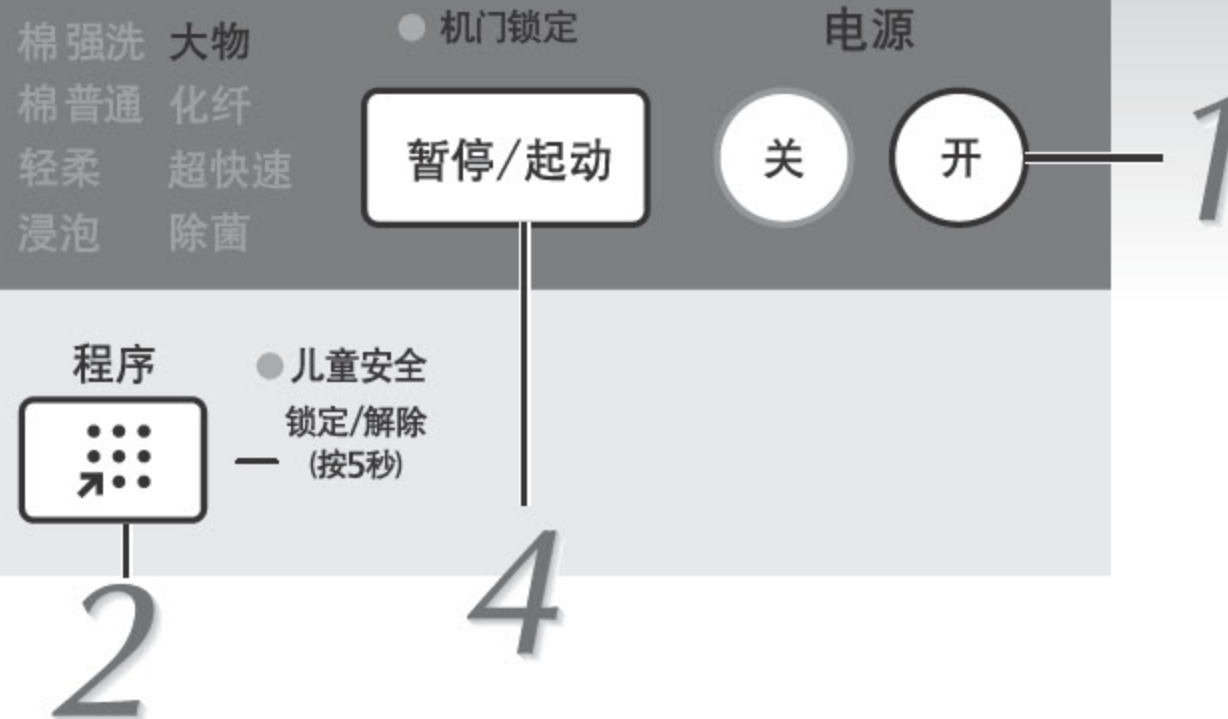 棉 强洗 大物
棉 普通 化纤
轻柔 超快速
浸泡 除菌
机门锁定
暂停/起动
电源
关 开
1
程序
儿童安全
锁定/解除
(按5秒)
2
4